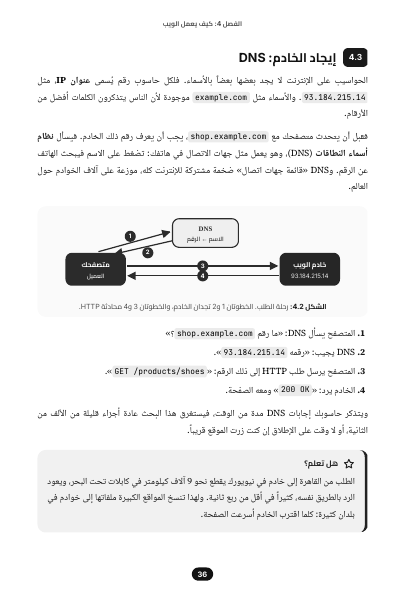 الفصل 4: كيف يعمل الويب
4.3 إيجاد الخادم: DNS
الحواسيب على الإنترنت لا يجد بعضها بعضاً بالأسماء. فلكل حاسوب رقم يُسمى عنوان IP، مثل
93.184.215.14. والأسماء مثل example.com موجودة لأن الناس يتذكرون الكلمات أفضل من
الأرقام.
فقبل أن يتحدث متصفحك مع shop.example.com، يجب أن يعرف رقم ذلك الخادم. فيسأل نظام
أسماء النطاقات (DNS)، وهو يعمل مثل جهات الاتصال في هاتفك: تضغط على الاسم فيبحث الهاتف
عن الرقم. وDNS «قائمة جهات اتصال» ضخمة مشتركة للإنترنت كله، موزعة على آلاف الخوادم حول
العالم.
DNS
الاسم ← الرقم
1
2
متصفحك
العميل
3
4
خادم الويب
93.184.215.14
الشكل 4.2: رحلة الطلب. الخطوتان 1 و2 تجدان الخادم، والخطوتان 3 و4 محادثة HTTP.
1. المتصفح يسأل DNS: «ما رقم shop.example.com؟»
2. DNS يجيب: «رقمه 93.184.215.14».
3. المتصفح يرسل طلب HTTP إلى ذلك الرقم: «GET /products/shoes».
4. الخادم يرد: «200 OK» ومعه الصفحة.
ويتذكر حاسوبك إجابات DNS مدة من الوقت، فيستغرق هذا البحث عادة أجزاء قليلة من الألف من
الثانية، أو لا وقت على الإطلاق إن كنت زرت الموقع قريباً.
هل تعلم؟
الطلب من القاهرة إلى خادم في نيويورك يقطع نحو 9 آلاف كيلومتر في كابلات تحت البحر، ويعود
الرد بالطريق نفسه، كثيراً في أقل من ربع ثانية. ولهذا تنسخ المواقع الكبيرة ملفاتها إلى خوادم في
بلدان كثيرة: كلما اقترب الخادم أسرعت الصفحة.
36